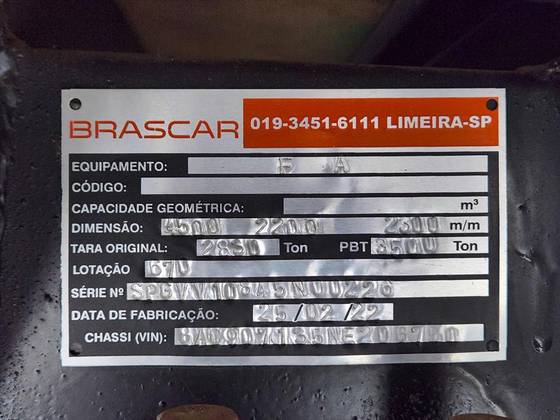 BRASCAR
019-3451-6111 LIMEIRA-SP
EQUIPAMENTO:
CÓDIGO:
CAPACIDADE GEOMÉTRICA: m³
DIMENSÃO: 4500 2200 2300 m/m
TARA ORIGINAL: Ton PBT 3500 Ton
LOTAÇÃO 670
SÉRIE Nº
DATA DE FABRICAÇÃO: 25/02/22
CHASSI (VIN):